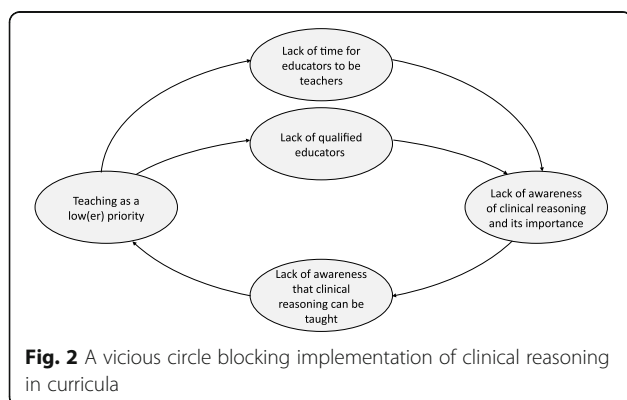 Lack of time for
educators to be
teachers
Lack of qualified
educators
Teaching as a
low(er) priority
Lack of awareness
of clinical reasoning
and its importance
Lack of awareness
that clinical
reasoning can be
taught
Fig. 2 A vicious circle blocking implementation of clinical reasoning
in curricula